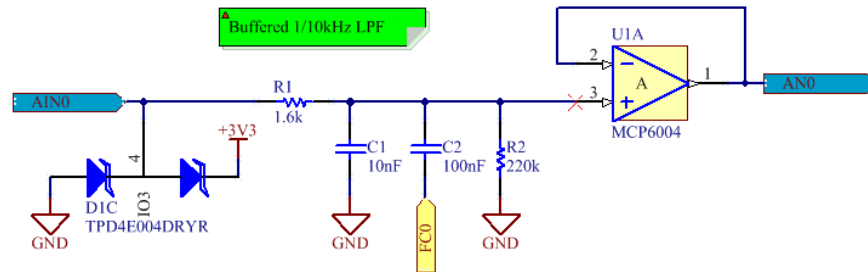 Buffered 1/10kHz LPF
U1A
2
1
A
3
MCP6004
AN0
AIN0
R1
1.6k
+3V3
4
C1
10nF
C2
100nF
R2
220k
D1C
IO3
TPD4E004DRYR
GND
GND
FC0
GND